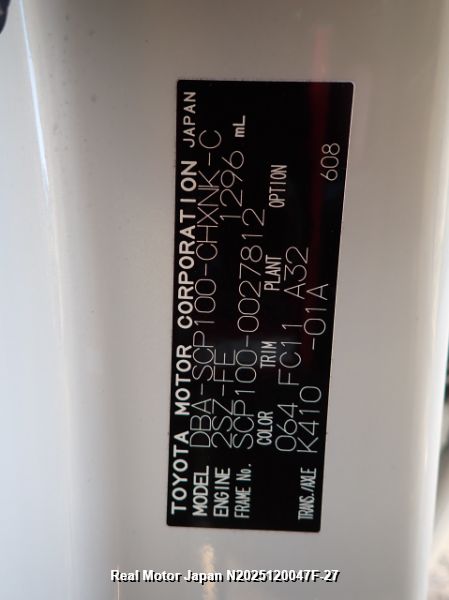 TOYOTA MOTOR CORPORATION JAPAN
MODEL DBA-SCP100-CHXNK-C
ENGINE 2SZ-FE 1296 mL
FRAME No. SCP100-0027812
COLOR TRIM PLANT OPTION
064 FC11 A32
TRANS./AXLE K410 -01A 608
Real Motor Japan N2025120047F-27